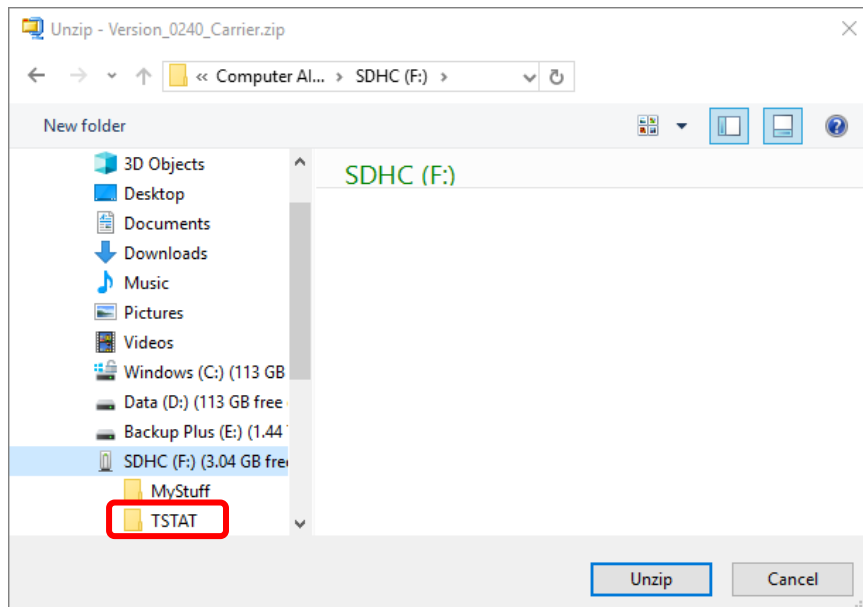 Unzip - Version_0240_Carrier.zip
« Computer Al... › SDHC (F:) ›
New folder
3D Objects
SDHC (F:)
Desktop
Documents
Downloads
Music
Pictures
Videos
Windows (C:) (113 GB
Data (D:) (113 GB free
Backup Plus (E:) (1.44
SDHC (F:) (3.04 GB free
MyStuff
TSTAT
Unzip Cancel